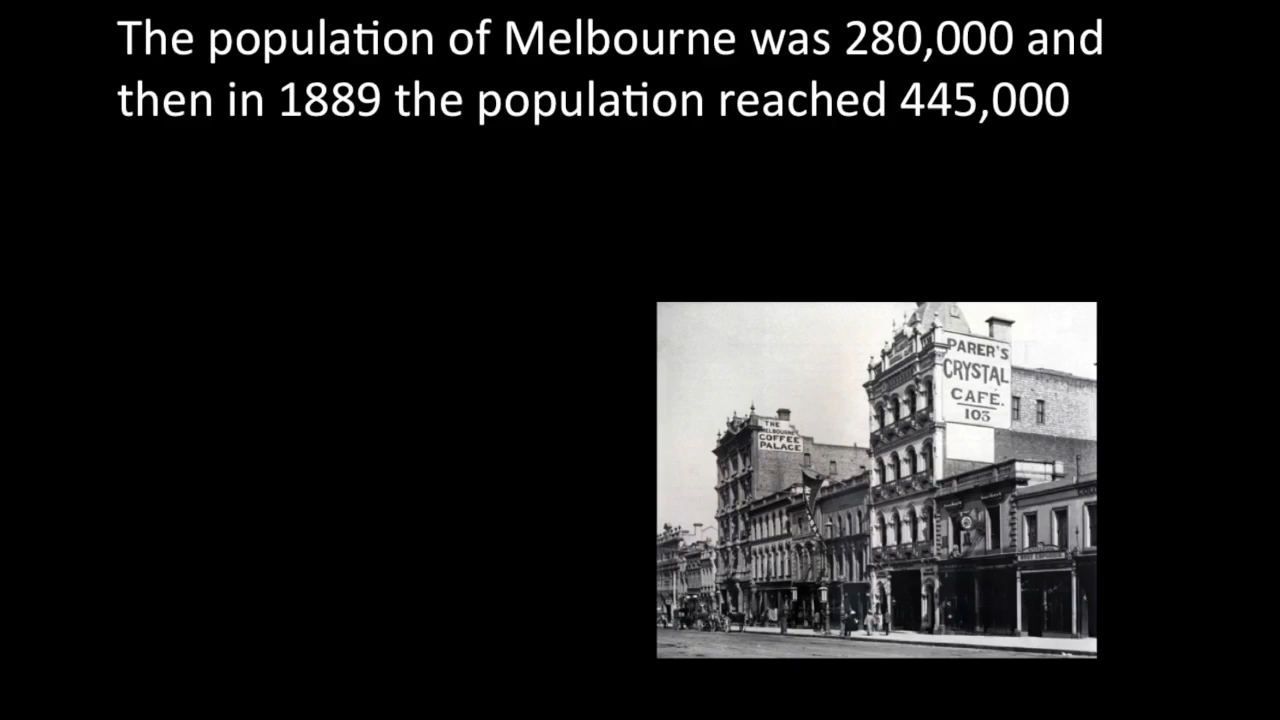 The population of Melbourne was 280,000 and
then in 1889 the population reached 445,000
PARER'S
CRYSTAL
CAFÉ.
103
THE
MELBOURNE
COFFEE
PALACE